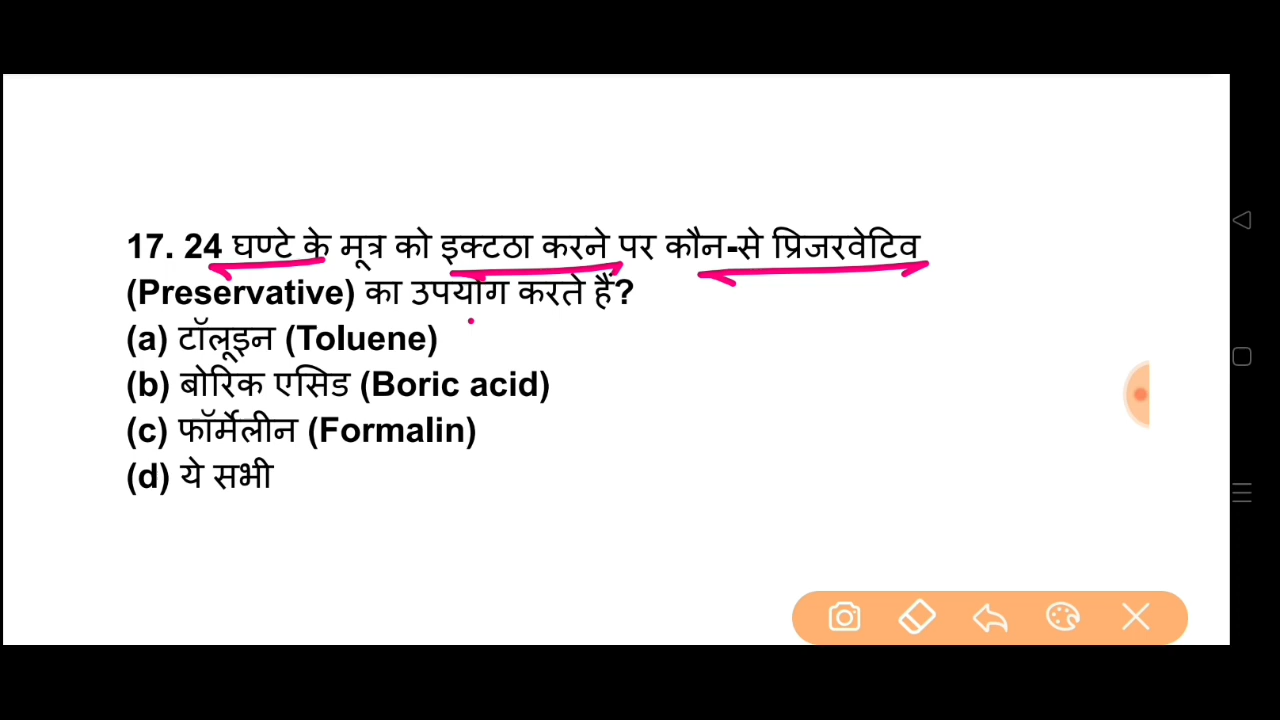 17. 24 घण्टे के मूत्र को इक्टठा करने पर कौन-से प्रिजरवेटिव
(Preservative) का उपयोग करते हैं?
(a) टॉलूइन (Toluene)
(b) बोरिक एसिड (Boric acid)
(c) फॉर्मेलीन (Formalin)
(d) ये सभी